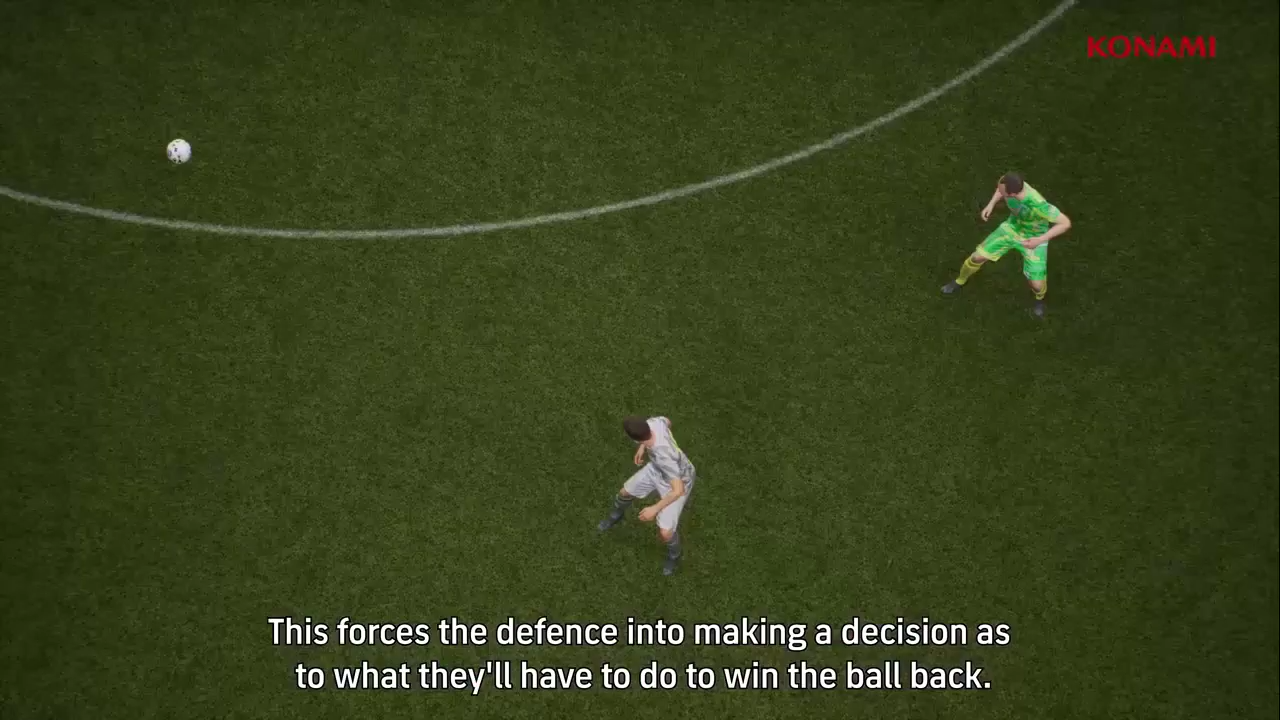 KONAMI
This forces the defence into making a decision as
to what they'll have to do to win the ball back.